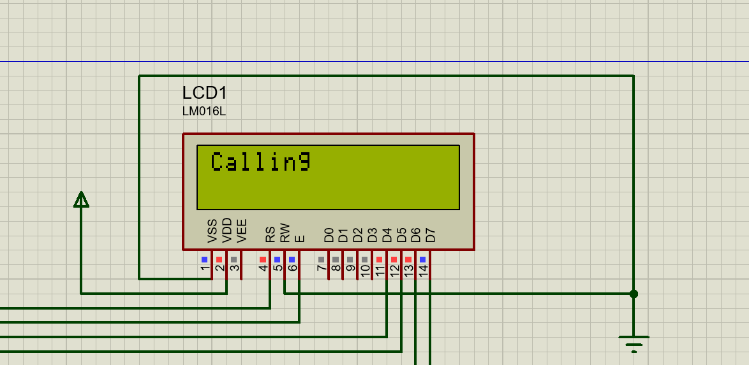 LCD1
LM016L
Calling
VSS VDD VEE RS RW E D0 D1 D2 D3 D4 D5 D6 D7
1 2 3 4 5 6 7 8 9 10 11 12 13 14